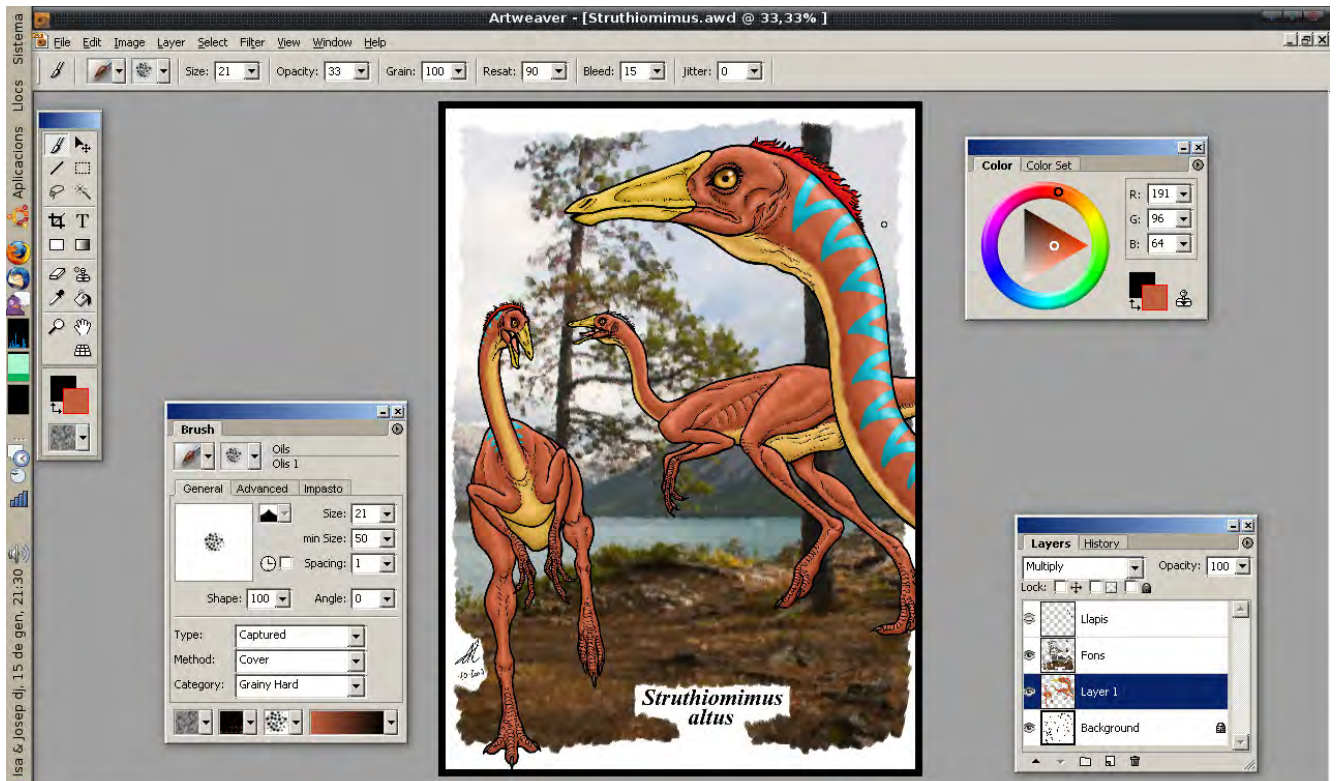 Artweaver - [Struthiomimus.awd @ 33,33% ]
File Edit Image Layer Select Filter View Window Help
Size: 21 Opacity: 33 Grain: 100 Resat: 90 Bleed: 15 Jitter: 0
Sistema
Llocs
Aplicacions
Isa & Josep dj, 15 de gen, 21:30
T
Brush
Oils
Olis 1
General Advanced Impasto
Size: 21
min Size: 50
Spacing: 1
Shape: 100 Angle: 0
Type: Captured
Method: Cover
Category: Grainy Hard
Struthiomimus
altus
Color Color Set
R: 191
G: 96
B: 64
Layers History
Multiply Opacity: 100
Lock:
Llapis
Fons
Layer 1
Background